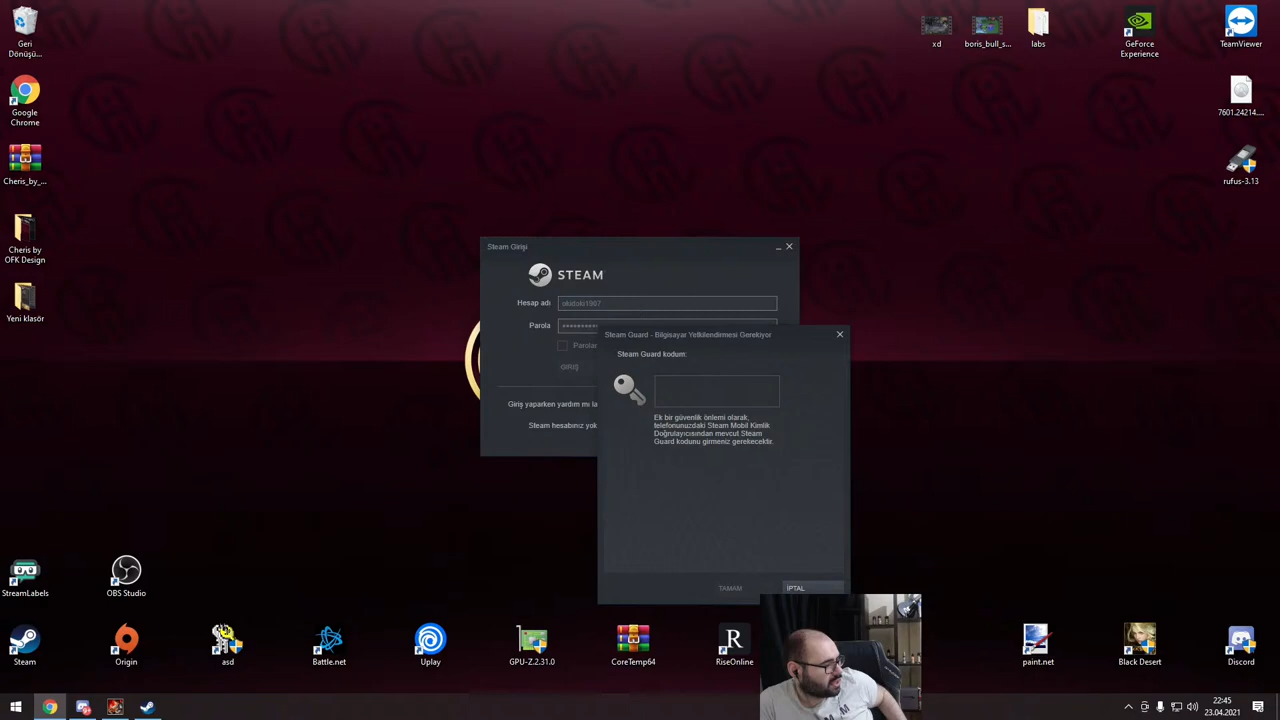 Geri
Dönüşü...
Google
Chrome
Cheris_by_...
Cheris by
OFK Design
Yeni klasör
xd
boris_bull_s...
labs
GeForce
Experience
TeamViewer
7601.24214....
rufus-3.13
Steam Girişi
STEAM
Hesap adı
Parola
Parolar
GİRİŞ
Giriş yaparken yardım mı la
Steam hesabınız yok
Steam Guard - Bilgisayar Yetkilendirmesi Gerekiyor
Steam Guard kodum:
Ek bir güvenlik önlemi olarak,
telefonunuzdaki Steam Mobil Kimlik
Doğrulayıcısından mevcut Steam
Guard kodunu girmeniz gerekecektir.
TAMAM
İPTAL
StreamLabels
OBS Studio
Steam
Origin
asd
Battle.net
Uplay
GPU-Z.2.31.0
CoreTemp64
RiseOnline
paint.net
Black Desert
Discord
22:45
23.04.2021